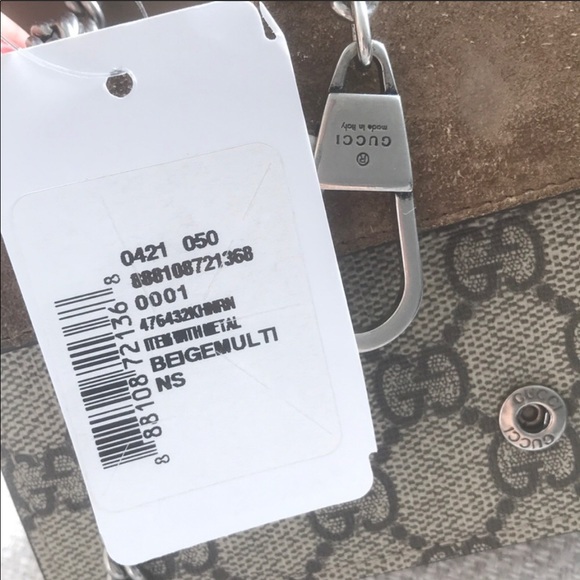 0421 050
888108721368
0001
476432KHNRN
ITEM WITH METAL
BEIGEMULTI
NS
8 88108 72136 8
GUCCI
made in Italy
®
GUCCI
GUCCI